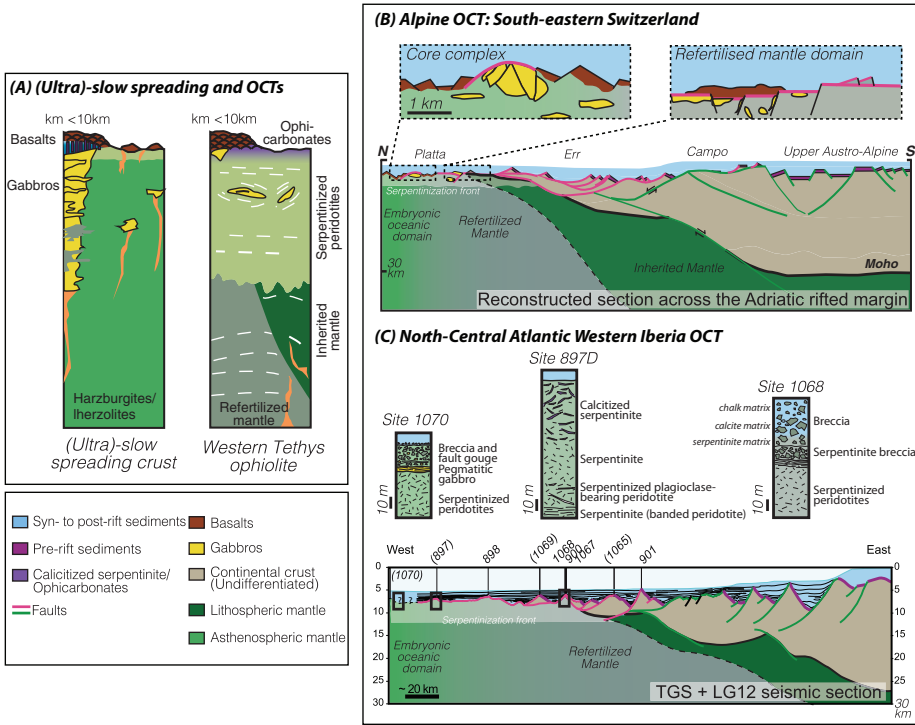 (A) (Ultra)-slow spreading and OCTs
km <10km
km <10km
Basalts
Gabbros
Ophi-
carbonates
Serpentinized
peridotites
Inherited
mantle
Harzburgites/
lherzolites
Refertilized
mantle
(Ultra)-slow
spreading crust
Western Tethys
ophiolite
Syn- to post-rift sediments
Pre-rift sediments
Calicitized serpentinite/
Ophicarbonates
Faults
Basalts
Gabbros
Continental crust
(Undifferentiated)
Lithospheric mantle
Asthenospheric mantle
(B) Alpine OCT: South-eastern Switzerland
Core complex
1 km
Refertilised mantle domain
N
Platta
Err
Campo
Upper Austro-Alpine
S
Serpentinization front
Embryonic
oceanic
domain
Refertilized
Mantle
Inherited Mantle
Moho
30
km
Reconstructed section across the Adriatic rifted margin
(C) North-Central Atlantic Western Iberia OCT
Site 1070
Breccia and
fault gouge
Pegmatitic
gabbro
Serpentinized
peridotites
10 m
Site 897D
Calcitized
serpentinite
Serpentinite
Serpentinized plagioclase-
bearing peridotite
Serpentinite (banded peridotite)
10 m
Site 1068
chalk matrix
calcite matrix
serpentinite matrix
Breccia
Serpentinite breccia
Serpentinized
peridotites
10 m
West
East
(1070)
(897)
898
(1069)
1068
900
1067
(1065)
901
0
5
10
15
20
25
30
0
5
10
15
20
25
30
km
? ?
Serpentinization front
Embryonic
oceanic
domain
Refertilized
Mantle
~ 20 km
TGS + LG12 seismic section